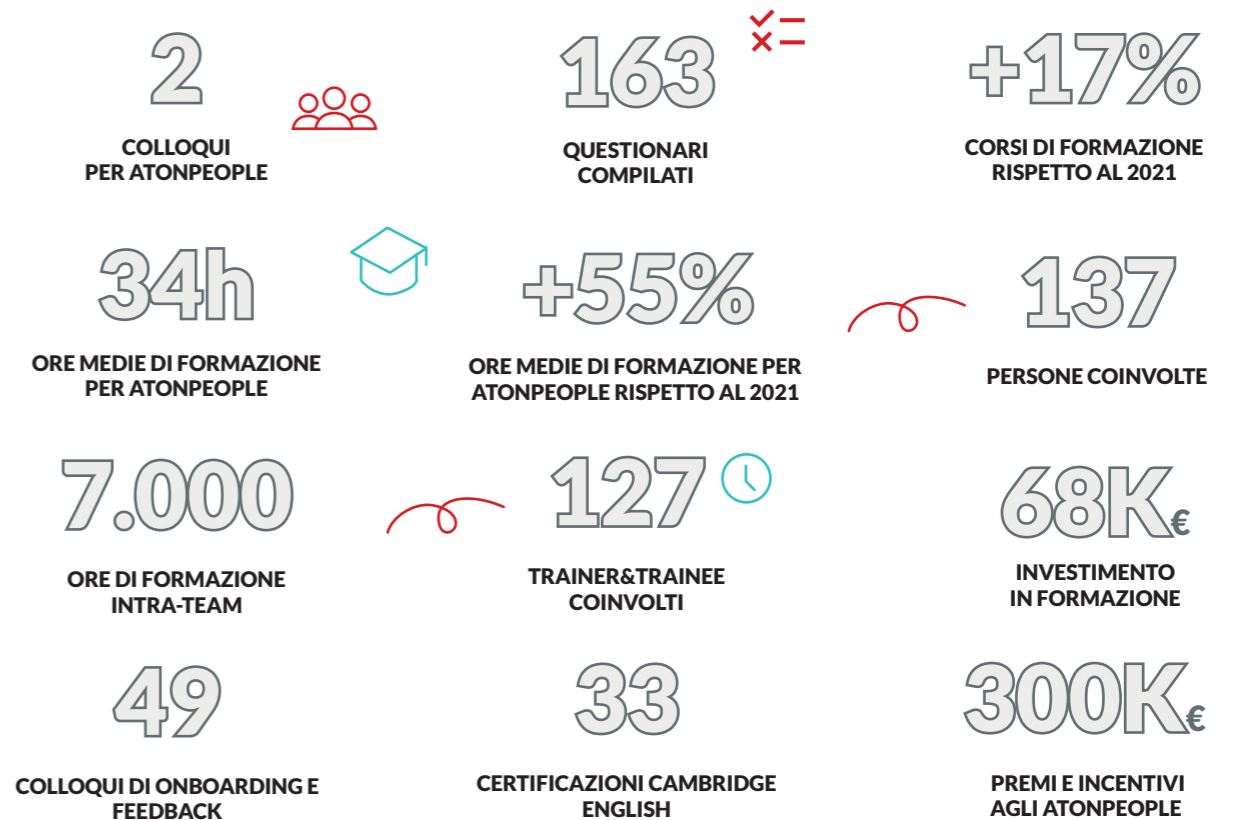 2
COLLOQUI
PER ATONPEOPLE
163
QUESTIONARI
COMPILATI
+17%
CORSI DI FORMAZIONE
RISPETTO AL 2021
34h
ORE MEDIE DI FORMAZIONE
PER ATONPEOPLE
+55%
ORE MEDIE DI FORMAZIONE PER
ATONPEOPLE RISPETTO AL 2021
137
PERSONE COINVOLTE
7.000
ORE DI FORMAZIONE
INTRA-TEAM
127
TRAINER&TRAINEE
COINVOLTI
68K€
INVESTIMENTO
IN FORMAZIONE
49
COLLOQUI DI ONBOARDING E
FEEDBACK
33
CERTIFICAZIONI CAMBRIDGE
ENGLISH
300K€
PREMI E INCENTIVI
AGLI ATONPEOPLE